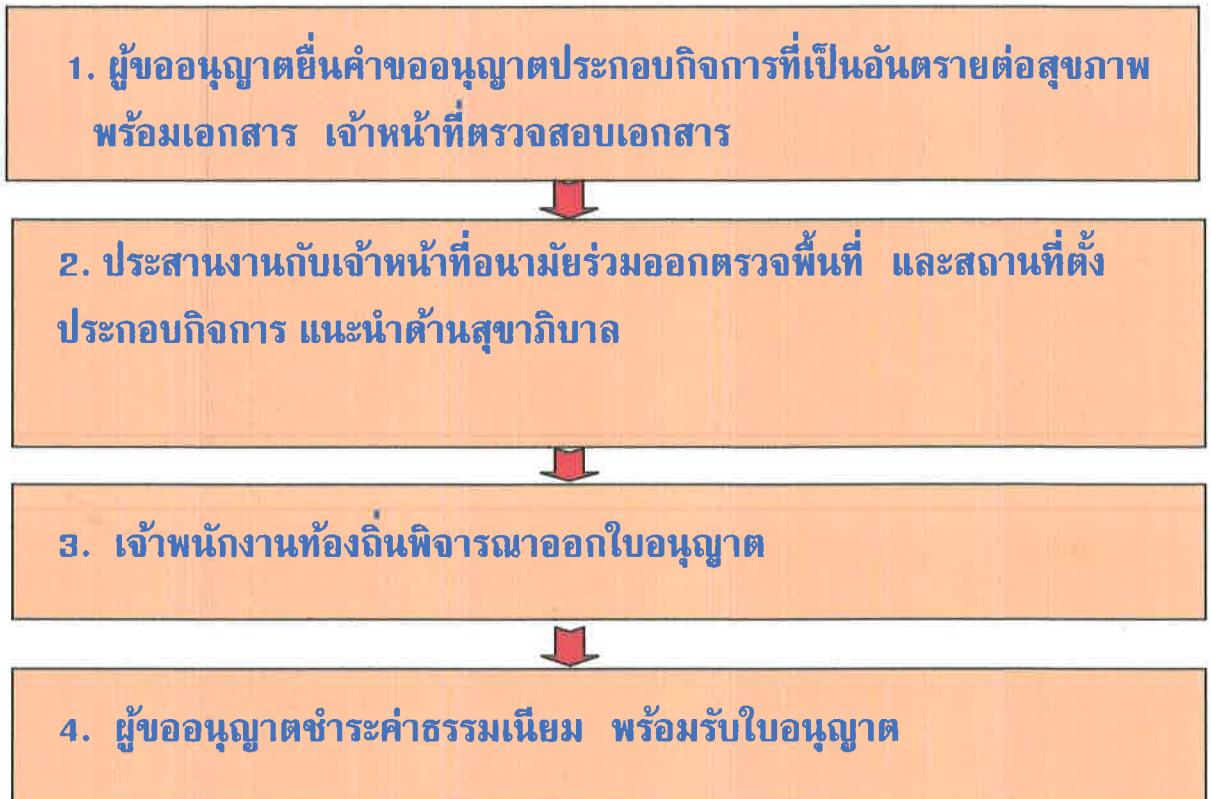 1. ผู้ขออนุญาตยื่นคำขออนุญาตประกอบกิจการที่เป็นอันตรายต่อสุขภาพ
พร้อมเอกสาร เจ้าหน้าที่ตรวจสอบเอกสาร
2. ประสานงานกับเจ้าหน้าที่อนามัยร่วมออกตรวจพื้นที่ และสถานที่ตั้ง
ประกอบกิจการ แนะนำด้านสุขาภิบาล
3. เจ้าพนักงานท้องถิ่นพิจารณาออกใบอนุญาต
4. ผู้ขออนุญาตชำระค่าธรรมเนียม พร้อมรับใบอนุญาต